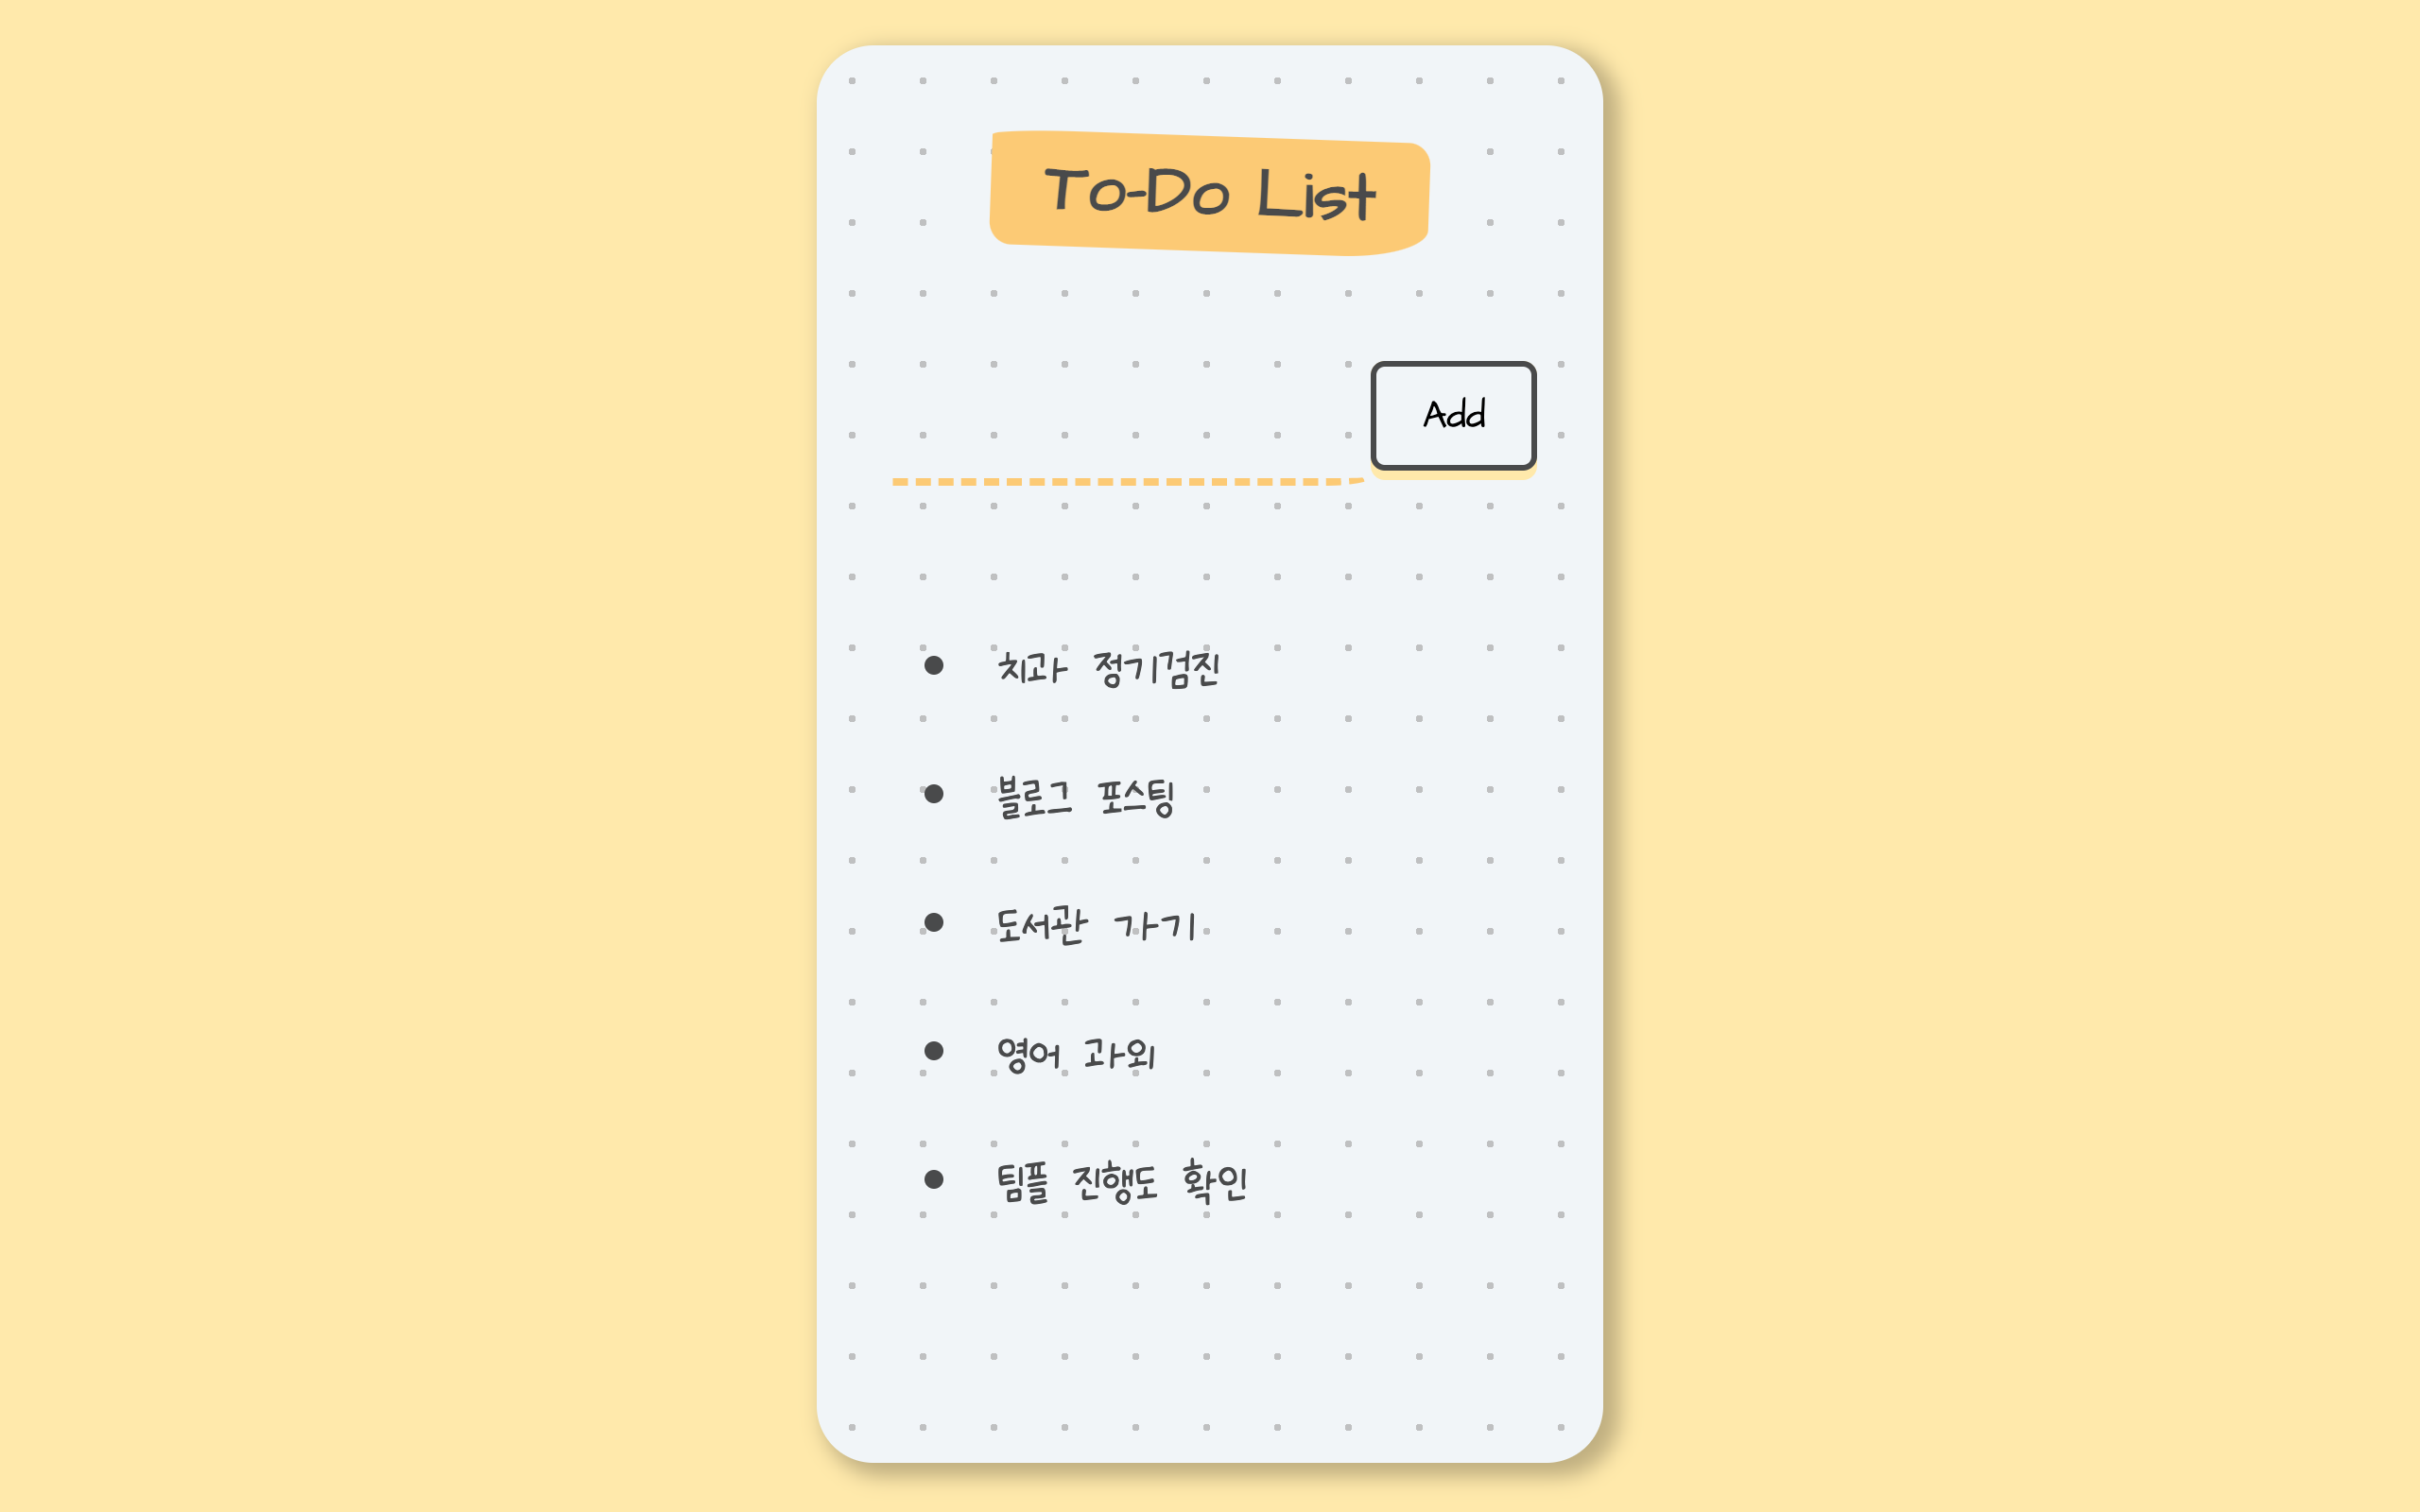 To-Do List
Add
치과 정기검진
블로그 포스팅
도서관 가기
영어 과외
팀플 진행도 확인